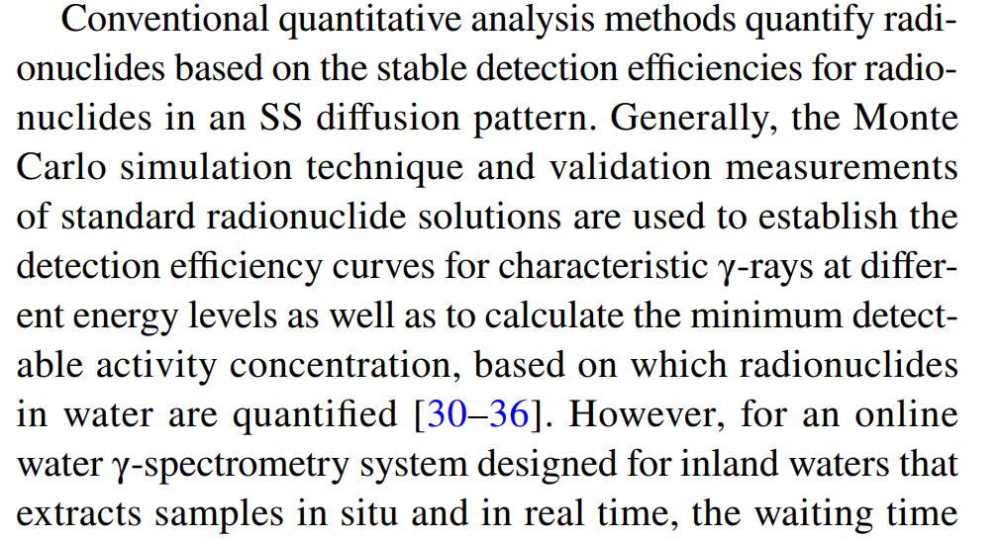 Conventional quantitative analysis methods quantify radi-
onuclides based on the stable detection efficiencies for radio-
nuclides in an SS diffusion pattern. Generally, the Monte
Carlo simulation technique and validation measurements
of standard radionuclide solutions are used to establish the
detection efficiency curves for characteristic γ-rays at differ-
ent energy levels as well as to calculate the minimum detect-
able activity concentration, based on which radionuclides
in water are quantified [30–36]. However, for an online
water γ-spectrometry system designed for inland waters that
extracts samples in situ and in real time, the waiting time